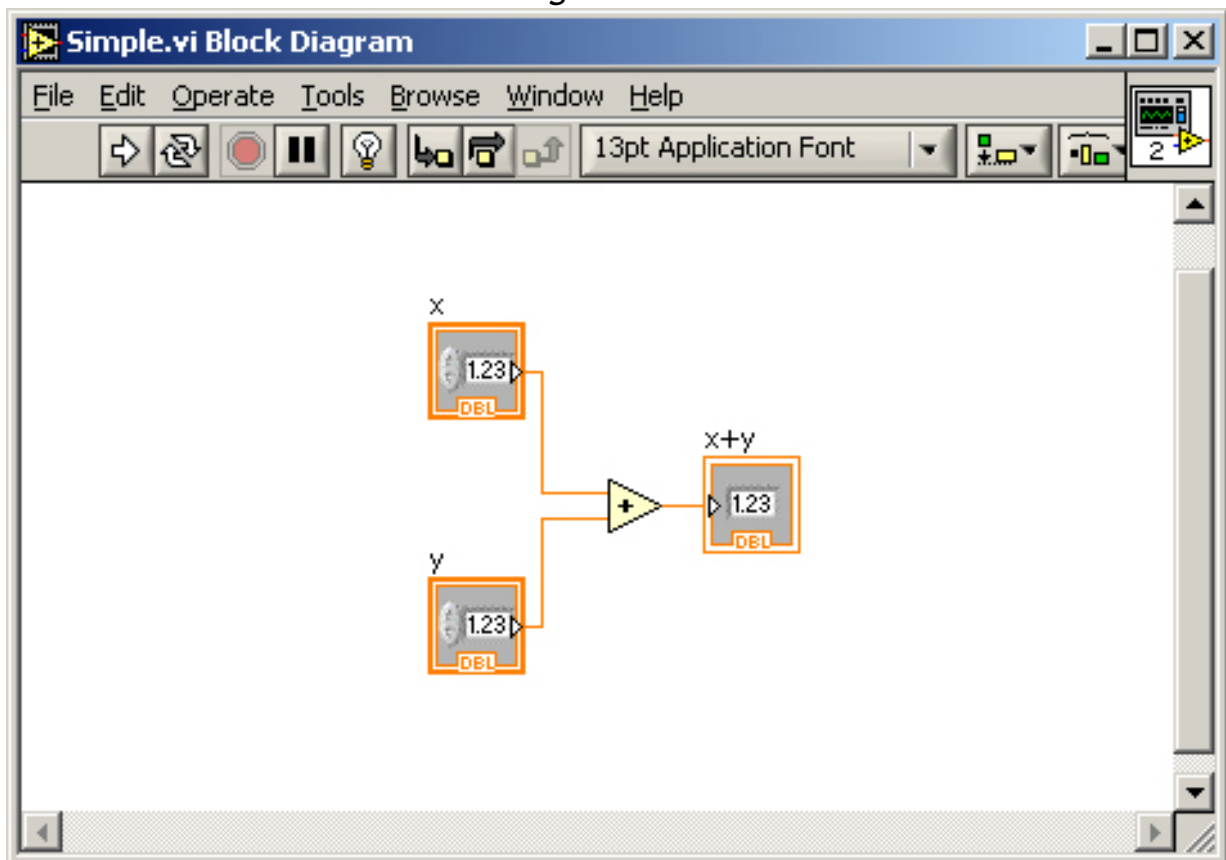 Simple.vi Block Diagram
File Edit Operate Tools Browse Window Help
13pt Application Font
2
x
1.23
DBL
x+y
+
1.23
DBL
y
1.23
DBL